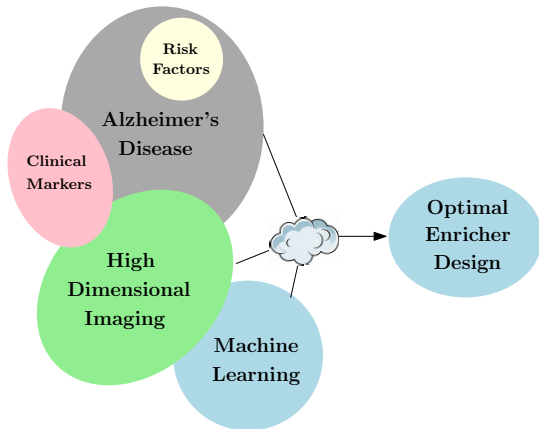 Risk
Factors
Alzheimer's
Disease
Clinical
Markers
High
Dimensional
Imaging
Machine
Learning
Optimal
Enricher
Design